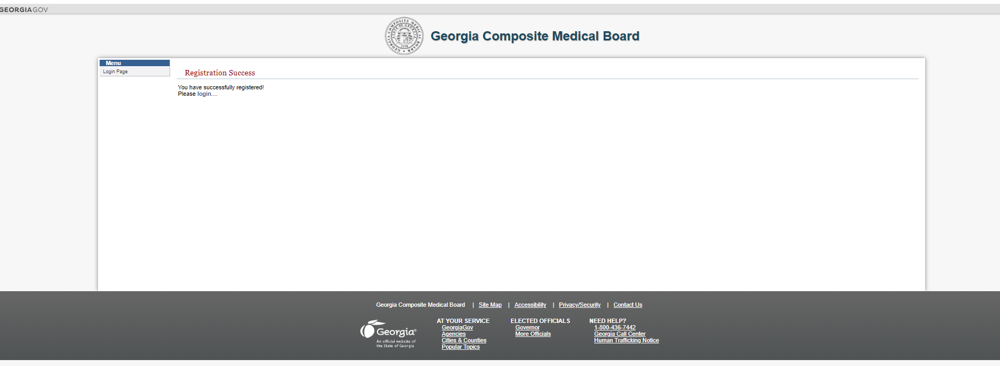 GEORGIAGOV
Georgia Composite Medical Board
Menu
Login Page
Registration Success
You have successfully registered!
Please login....
Georgia Composite Medical Board | Site Map | Accessibility | Privacy/Security | Contact Us
Georgia®
An official website of
the State of Georgia
AT YOUR SERVICE
GeorgiaGov
Agencies
Cities & Counties
Popular Topics
ELECTED OFFICIALS
Governor
More Officials
NEED HELP?
1-800-436-7442
Georgia Call Center
Human Trafficking Notice